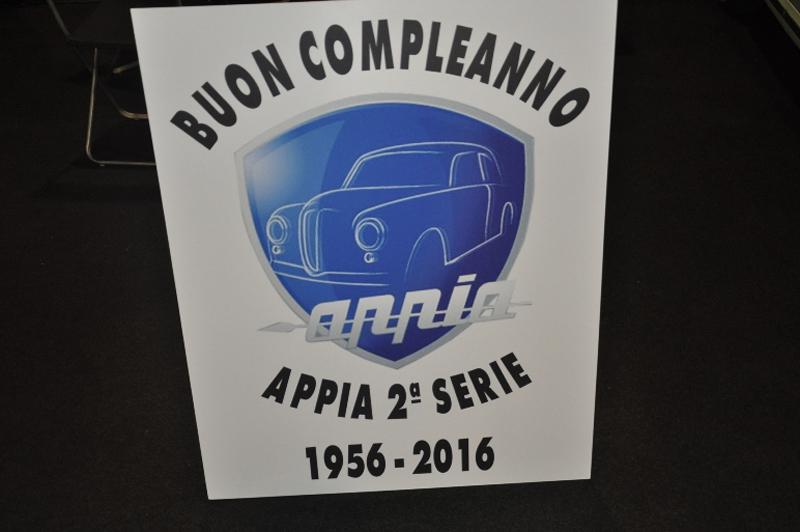 BUON COMPLEANNO
appia
APPIA 2ª SERIE
1956 - 2016